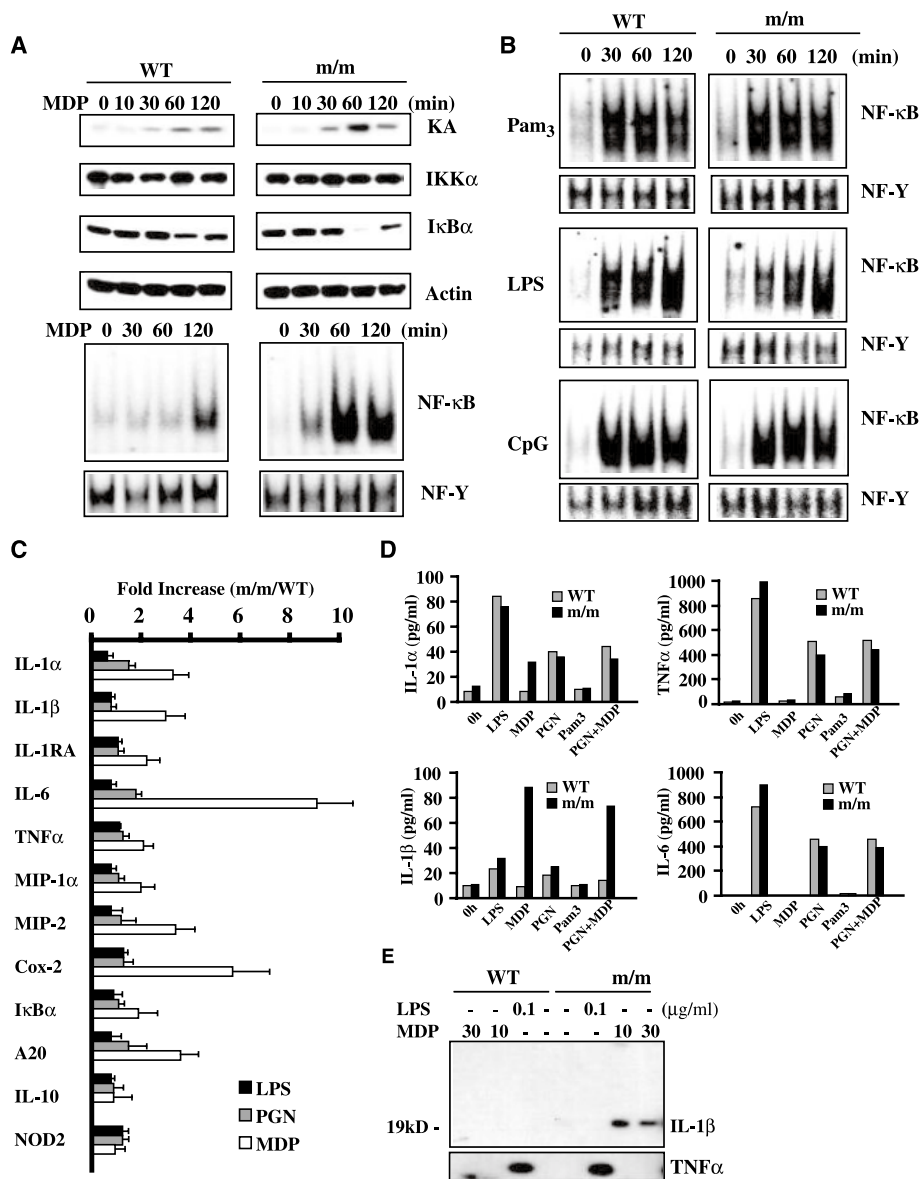 A
WT m/m
MDP 0 10 30 60 120 0 10 30 60 120 (min)
KA
IKKα
IκBα
Actin
MDP 0 30 60 120 0 30 60 120 (min)
NF-κB
NF-Y
B
WT m/m
0 30 60 120 0 30 60 120
Pam3 NF-κB
NF-Y
LPS NF-κB
NF-Y
CpG NF-κB
NF-Y
C
Fold Increase (m/m/WT)
0 2 4 6 8 10
IL-1α
IL-1β
IL-1RA
IL-6
TNFα
MIP-1α
MIP-2
Cox-2
IκBα
A20
IL-10
NOD2
LPS
PGN
MDP
D
IL-1α (pg/ml)
100
80
60
40
20
0
WT
m/m
0h LPS MDP PGN Pam3 PGN+MDP
TNFα (pg/ml)
1000
800
600
400
200
0
WT
m/m
0h LPS MDP PGN Pam3 PGN+MDP
IL-1β (pg/ml)
100
80
60
40
20
0
WT
m/m
0h LPS MDP PGN Pam3 PGN+MDP
IL-6 (pg/ml)
1000
800
600
400
200
0
WT
m/m
0h LPS MDP PGN Pam3 PGN+MDP
E
WT m/m
LPS - - 0.1 - - 0.1 - - (μg/ml)
MDP 30 10 - - - - 10 30
19kD - IL-1β
TNFα